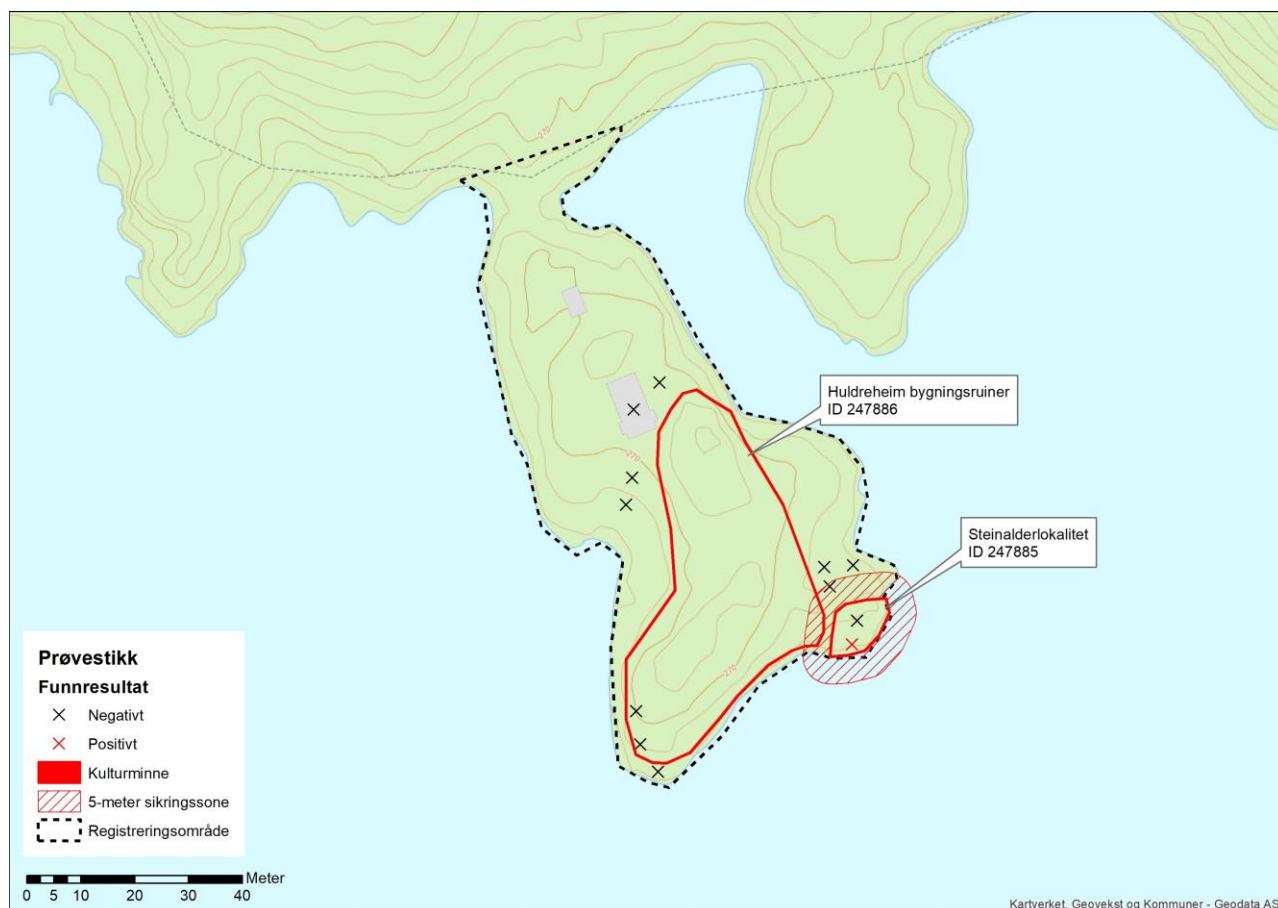 270
Huldreheim bygningsruiner
ID 247886
270
Steinalderlokalitet
ID 247885
270
Prøvestikk
Funnresultat
Negativt
Positivt
Kulturminne
5-meter sikringssone
Registreringsområde
Meter
0 5 10 20 30 40
Kartverket, Geovekst og Kommuner - Geodata AS